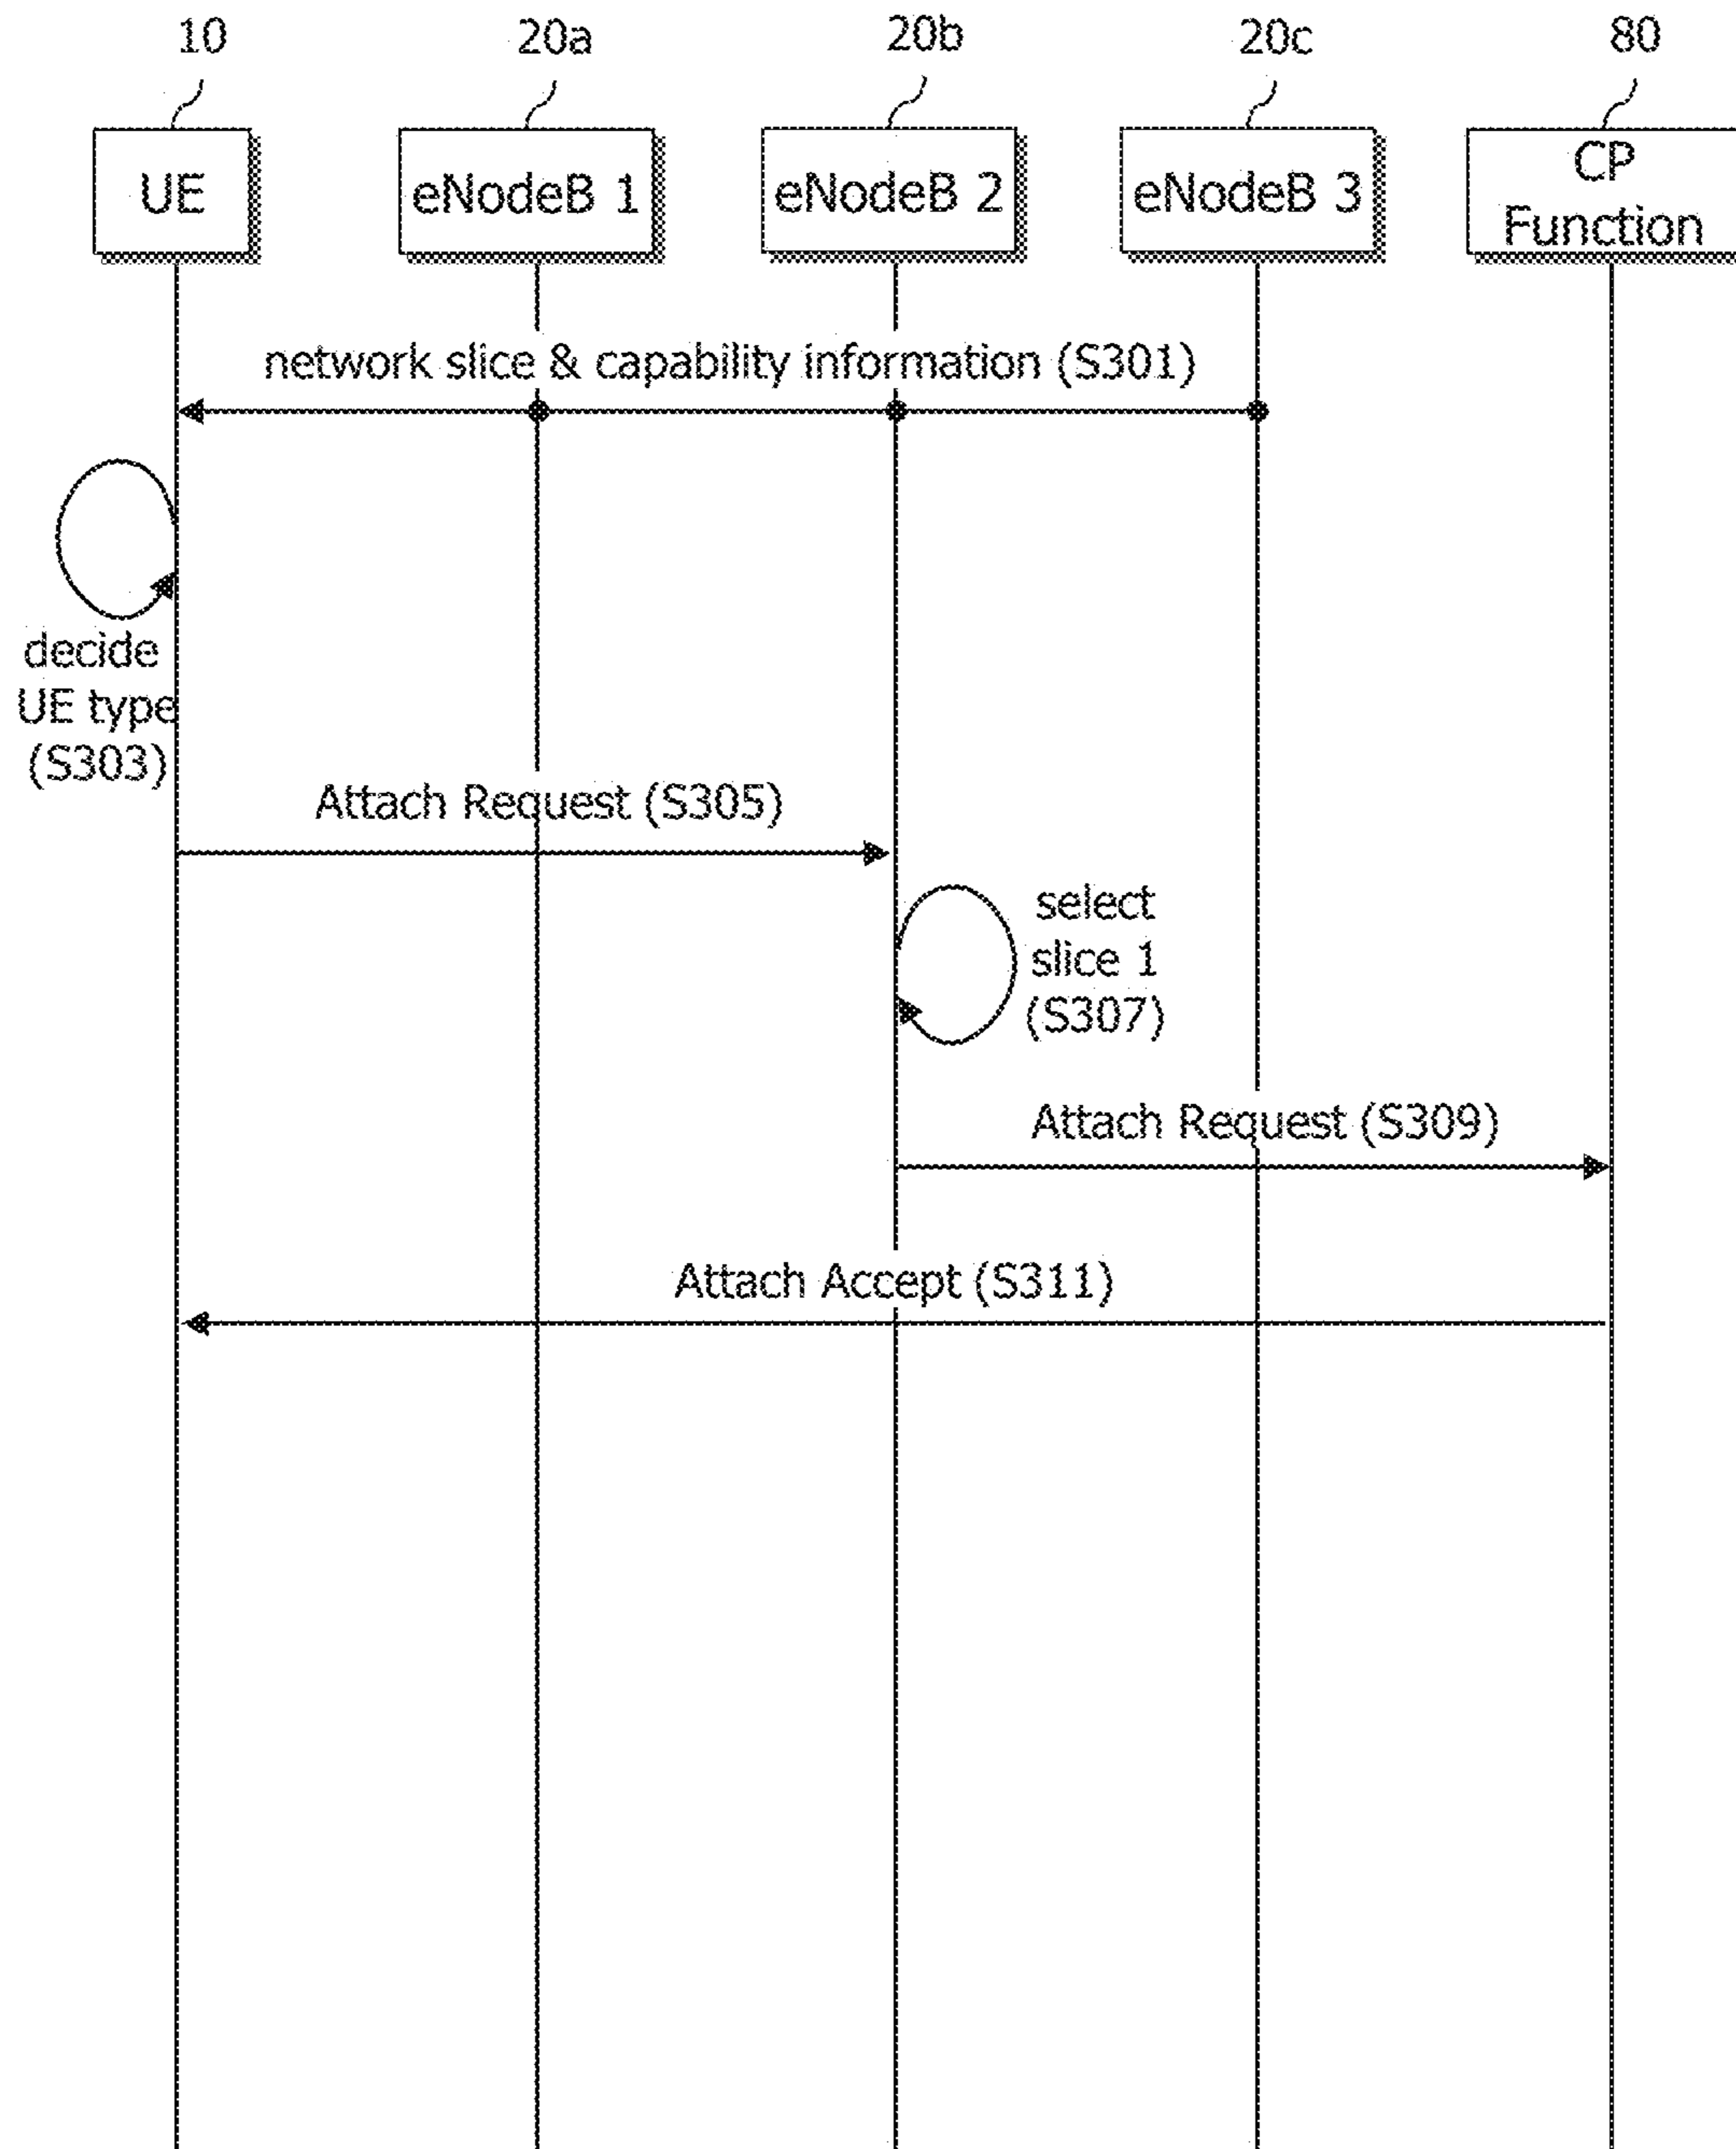 10
20a
20b
20c
80
UE
eNodeB 1
eNodeB 2
eNodeB 3
CP
Function
network slice & capability information (S301)
decide
UE type
(S303)
Attach Request (S305)
select
slice 1
(S307)
Attach Request (S309)
Attach Accept (S311)